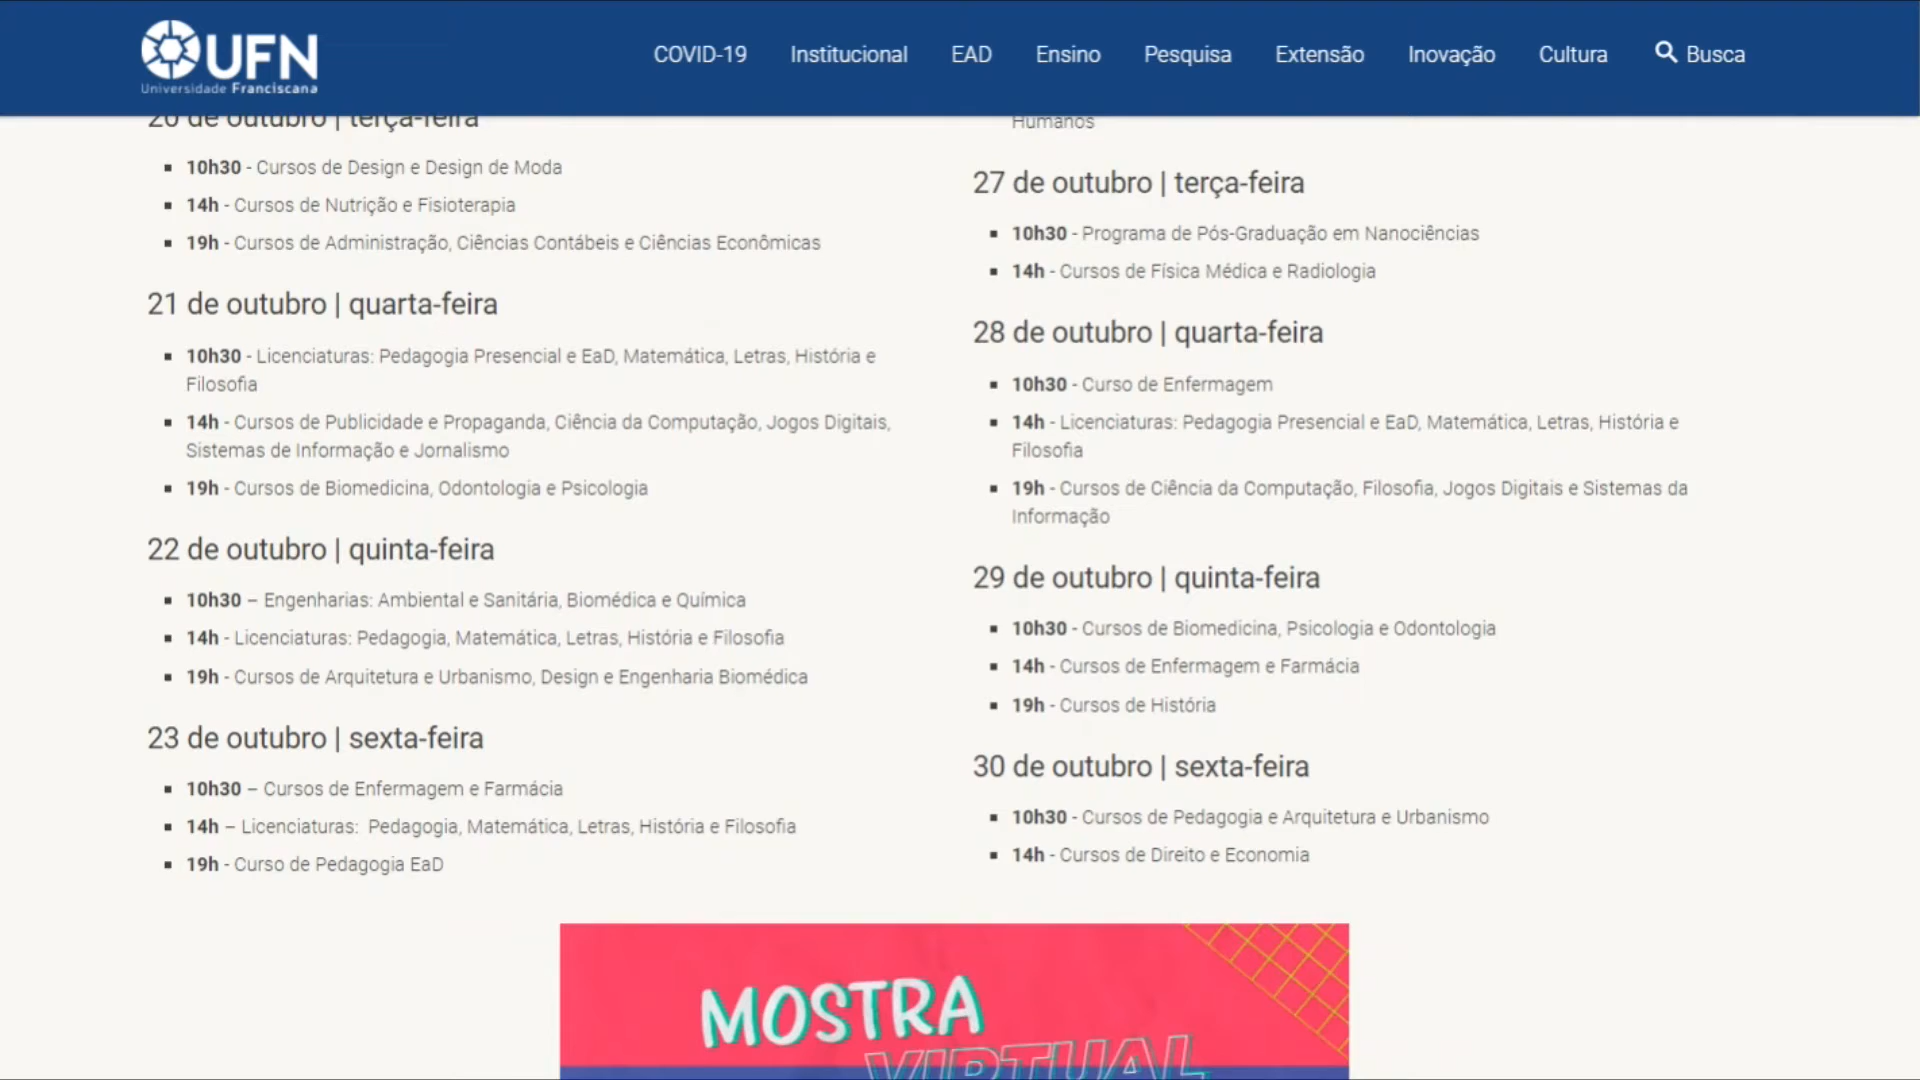 UFN
Universidade Franciscana
COVID-19 Institucional EAD Ensino Pesquisa Extensão Inovação Cultura Busca
20 de outubro | terça-feira
10h30 - Cursos de Design e Design de Moda
14h - Cursos de Nutrição e Fisioterapia
19h - Cursos de Administração, Ciências Contábeis e Ciências Econômicas
21 de outubro | quarta-feira
10h30 - Licenciaturas: Pedagogia Presencial e EaD, Matemática, Letras, História e
Filosofia
14h - Cursos de Publicidade e Propaganda, Ciência da Computação, Jogos Digitais,
Sistemas de Informação e Jornalismo
19h - Cursos de Biomedicina, Odontologia e Psicologia
22 de outubro | quinta-feira
10h30 – Engenharias: Ambiental e Sanitária, Biomédica e Química
14h - Licenciaturas: Pedagogia, Matemática, Letras, História e Filosofia
19h - Cursos de Arquitetura e Urbanismo, Design e Engenharia Biomédica
23 de outubro | sexta-feira
10h30 – Cursos de Enfermagem e Farmácia
14h – Licenciaturas: Pedagogia, Matemática, Letras, História e Filosofia
19h - Curso de Pedagogia EaD
Humanos
27 de outubro | terça-feira
10h30 - Programa de Pós-Graduação em Nanociências
14h - Cursos de Física Médica e Radiologia
28 de outubro | quarta-feira
10h30 - Curso de Enfermagem
14h - Licenciaturas: Pedagogia Presencial e EaD, Matemática, Letras, História e
Filosofia
19h - Cursos de Ciência da Computação, Filosofia, Jogos Digitais e Sistemas da
Informação
29 de outubro | quinta-feira
10h30 - Cursos de Biomedicina, Psicologia e Odontologia
14h - Cursos de Enfermagem e Farmácia
19h - Cursos de História
30 de outubro | sexta-feira
10h30 - Cursos de Pedagogia e Arquitetura e Urbanismo
14h - Cursos de Direito e Economia
MOSTRA
VIRTUAL